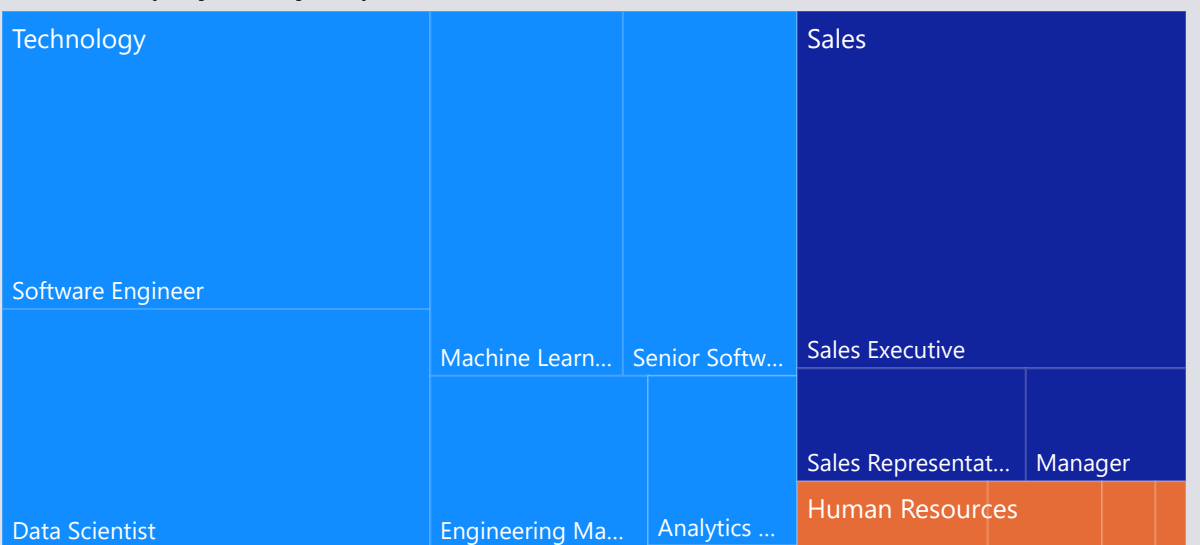 Technology
Sales
Software Engineer
Machine Learn...
Senior Softw...
Sales Executive
Sales Representat...
Manager
Human Resources
Data Scientist
Engineering Ma...
Analytics ...